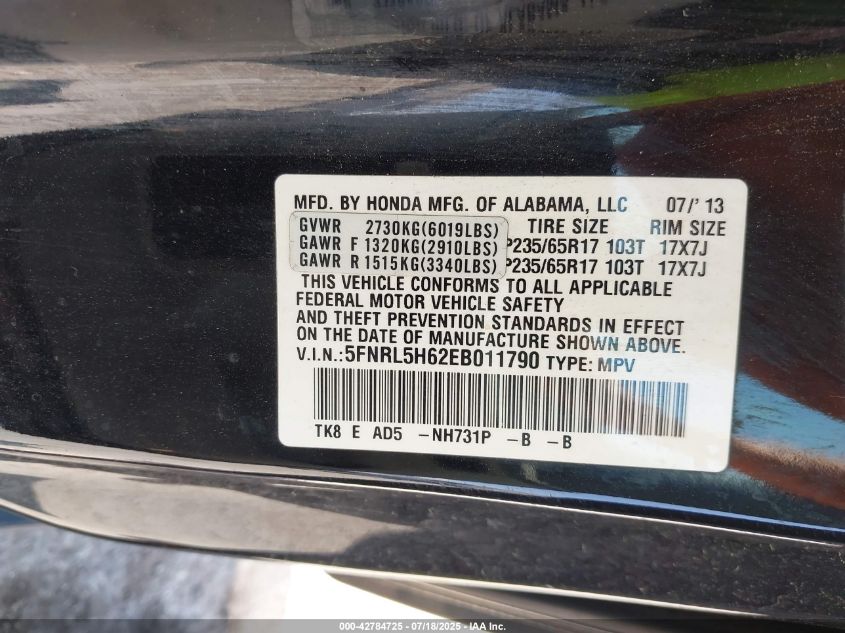 MFD. BY HONDA MFG. OF ALABAMA, LLC 07/'13
GVWR 2730KG(6019LBS) TIRE SIZE RIM SIZE
GAWR F 1320KG(2910LBS) P235/65R17 103T 17X7J
GAWR R 1515KG(3340LBS) P235/65R17 103T 17X7J
THIS VEHICLE CONFORMS TO ALL APPLICABLE
FEDERAL MOTOR VEHICLE SAFETY
AND THEFT PREVENTION STANDARDS IN EFFECT
ON THE DATE OF MANUFACTURE SHOWN ABOVE.
V.I.N.:5FNRL5H62EB011790 TYPE: MPV
TK8 E AD5 -NH731P -B -B
000-42784725 - 07/18/2025 - IAAI.COM